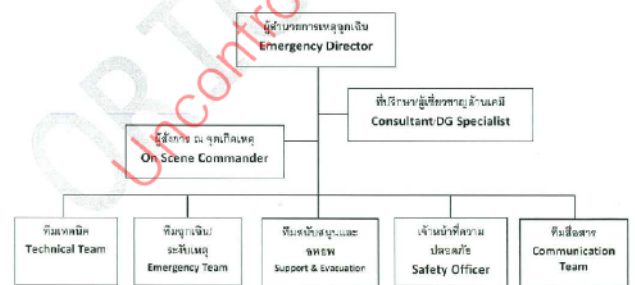 ผู้อำนวยการเหตุฉุกเฉิน
Emergency Director
ที่ปรึกษา/ผู้เชี่ยวชาญด้านเคมี
Consultant/DG Specialist
ผู้สั่งการ ณ จุดเกิดเหตุ
On Scene Commander
ทีมเทคนิค
Technical Team
ทีมฉุกเฉิน/
ระงับเหตุ
Emergency Team
ทีมสนับสนุนและ
อพยพ
Support & Evacuation
เจ้าหน้าที่ความ
ปลอดภัย
Safety Officer
ทีมสื่อสาร
Communication
Team
Uncontro